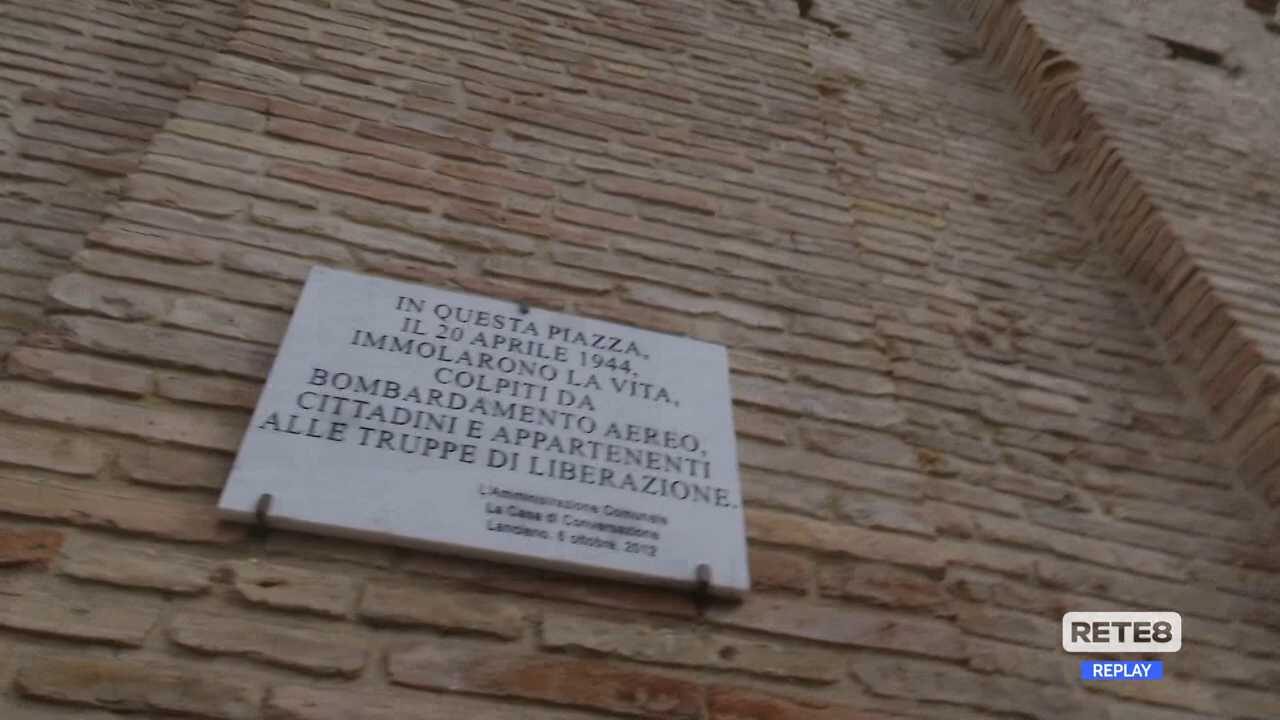 IN QUESTA PIAZZA,
IL 20 APRILE 1944,
IMMOLARONO LA VITA,
COLPITI DA
BOMBARDAMENTO AEREO,
CITTADINI E APPARTENENTI
ALLE TRUPPE DI LIBERAZIONE.
L'Amministrazione Comunale
La Casa di Conversazione
Lanciano, 6 ottobre, 2012
RETE8
REPLAY